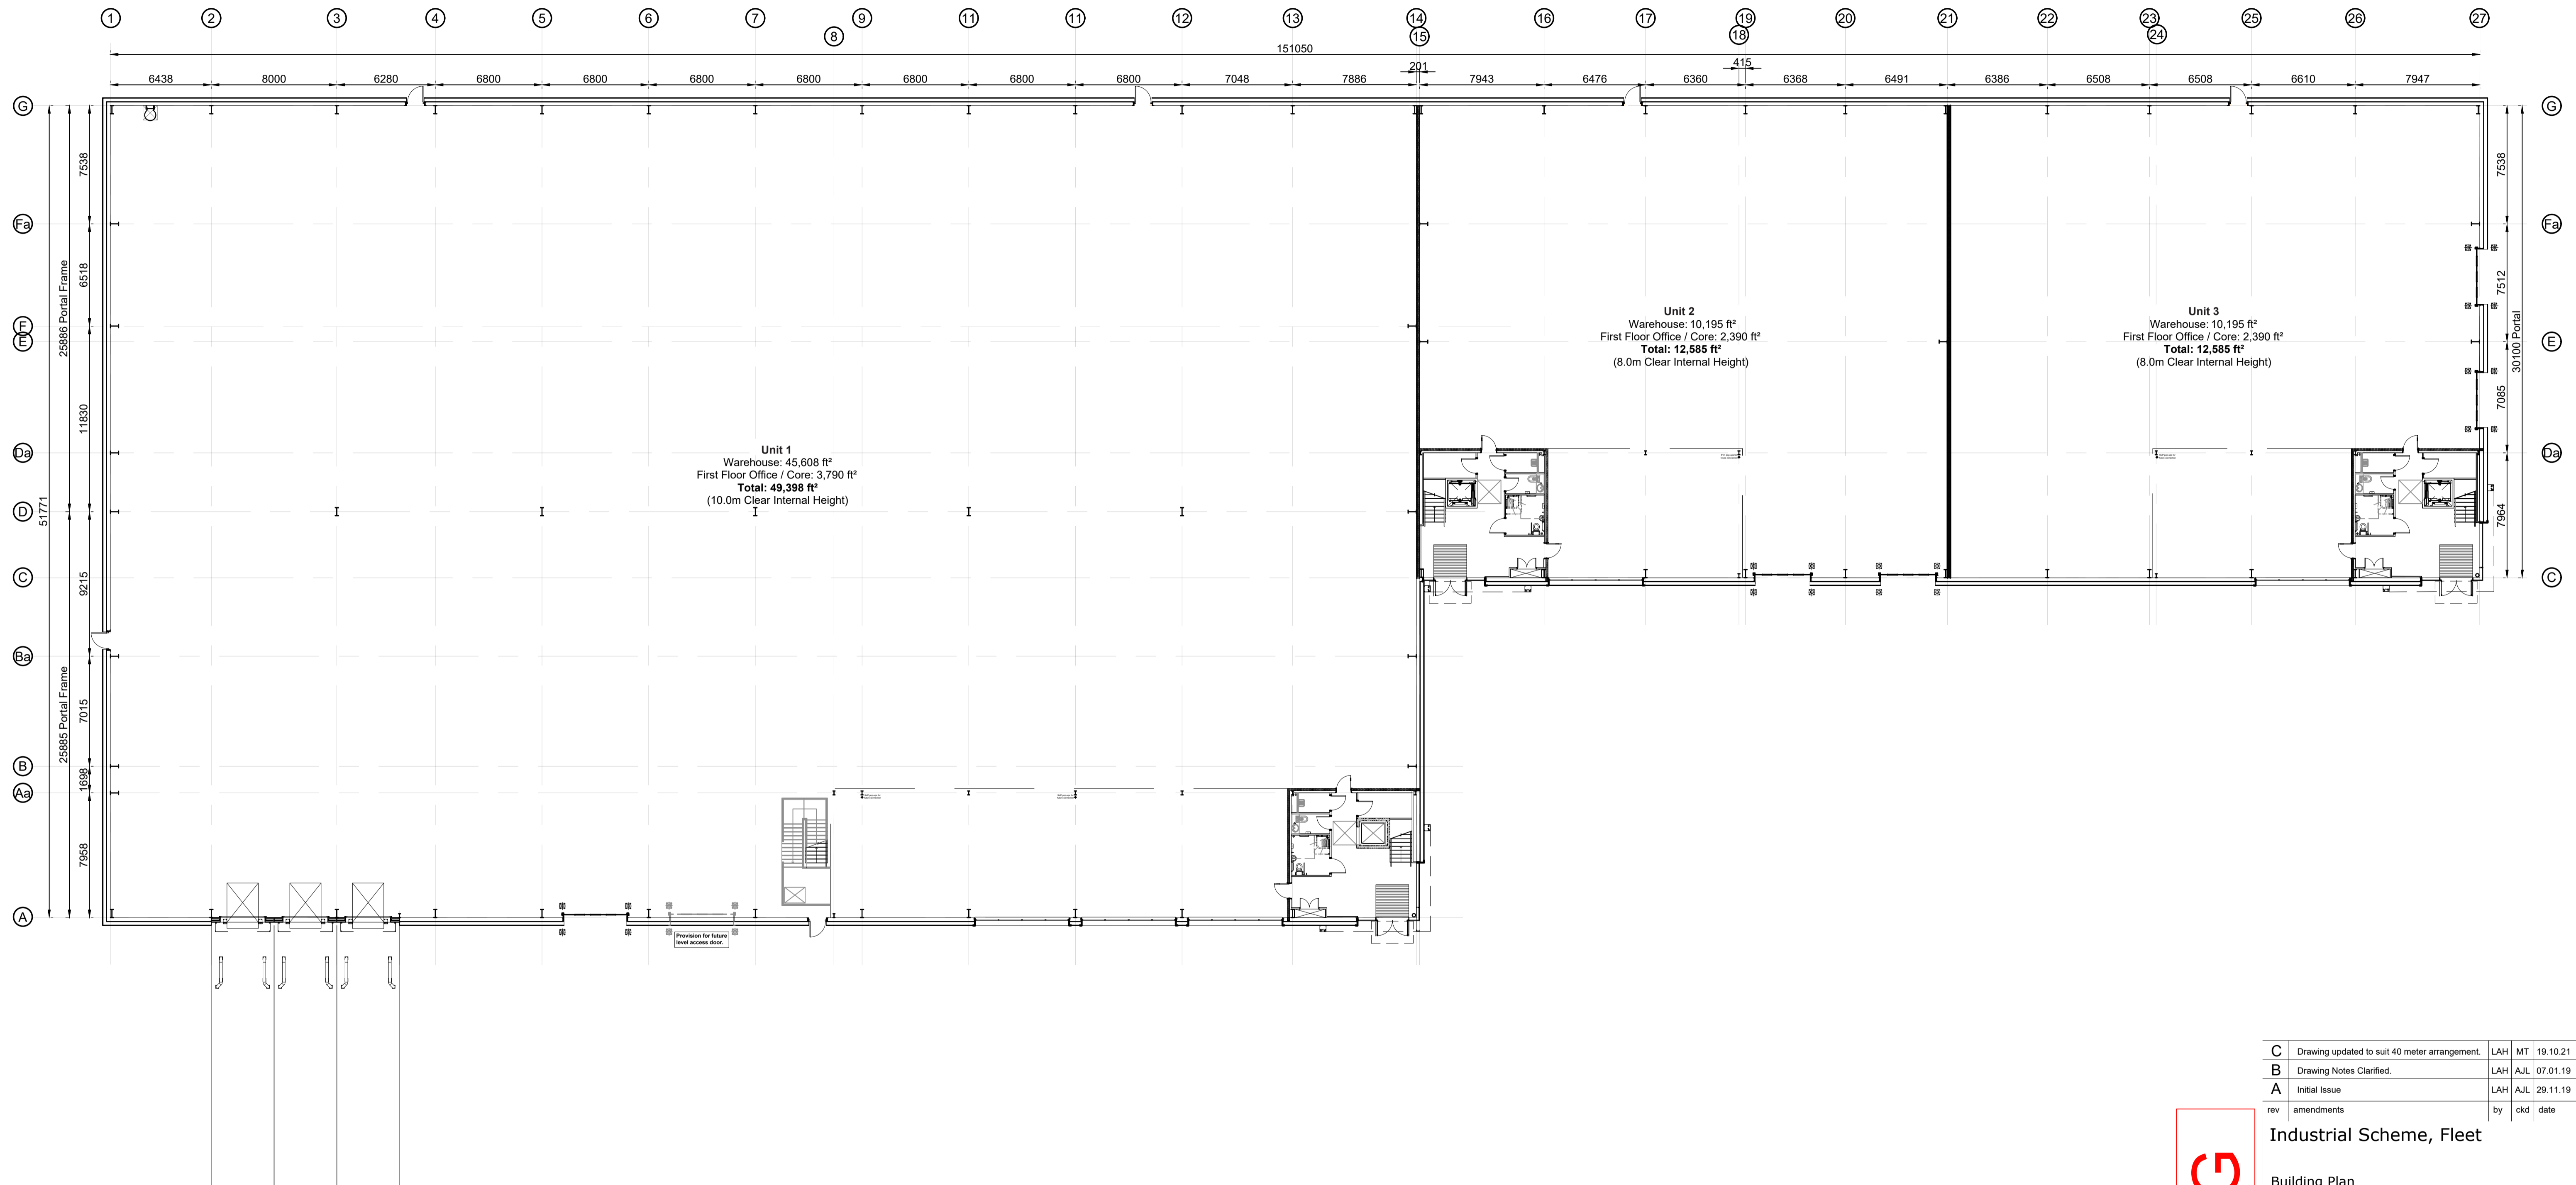 1 2 3 4 5 6 7 9 11 11 12 13 14 16 17 19 20 21 22 23 25 26 27
8 15 18 24
151050
201 415
6438 8000 6280 6800 6800 6800 6800 6800 6800 6800 7048 7886 7943 6476 6360 6368 6491 6386 6508 6508 6610 7947
G
G
7538
7538
Fa
Fa
6518
7512
25886 Portal Frame
F
E
E
30100 Portal
11830
7085
Da
Da
D
51771
7964
9215
C
C
Ba
25885 Portal Frame
7015
B
1698
Aa
7958
A
Unit 1
Warehouse: 45,608 ft²
First Floor Office / Core: 3,790 ft²
Total: 49,398 ft²
(10.0m Clear Internal Height)
Unit 2
Warehouse: 10,195 ft²
First Floor Office / Core: 2,390 ft²
Total: 12,585 ft²
(8.0m Clear Internal Height)
Unit 3
Warehouse: 10,195 ft²
First Floor Office / Core: 2,390 ft²
Total: 12,585 ft²
(8.0m Clear Internal Height)
Provision for future
level access door.
C Drawing updated to suit 40 meter arrangement. LAH MT 19.10.21
B Drawing Notes Clarified. LAH AJL 07.01.19
A Initial Issue LAH AJL 29.11.19
rev amendments by ckd date
Industrial Scheme, Fleet
Building Plan